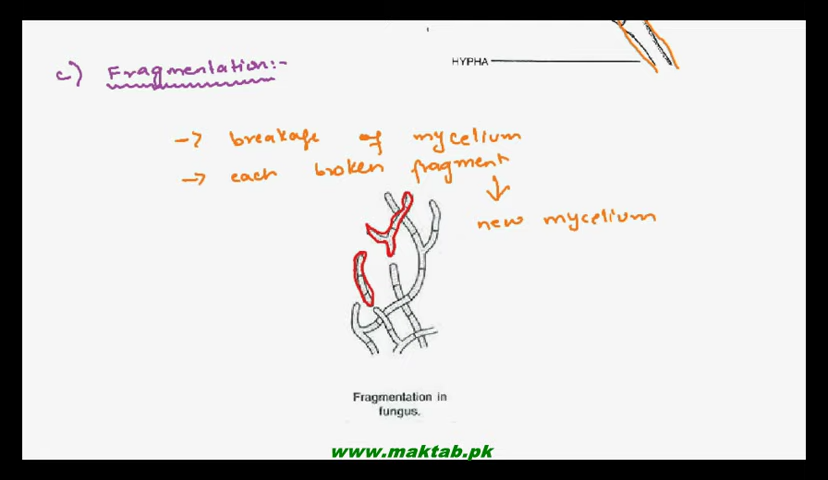 HYPHA
c) Fragmentation:-
-> breakage of mycelium
-> each broken fragment
new mycelium
Fragmentation in
fungus.
www.maktab.pk